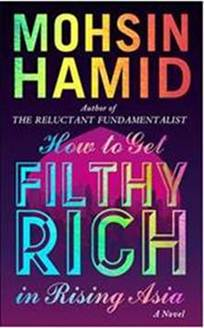 MOHSIN
HAMID
Author of
THE RELUCTANT FUNDAMENTALIST
How to Get
FILTHY
RICH
in Rising Asia
A Novel